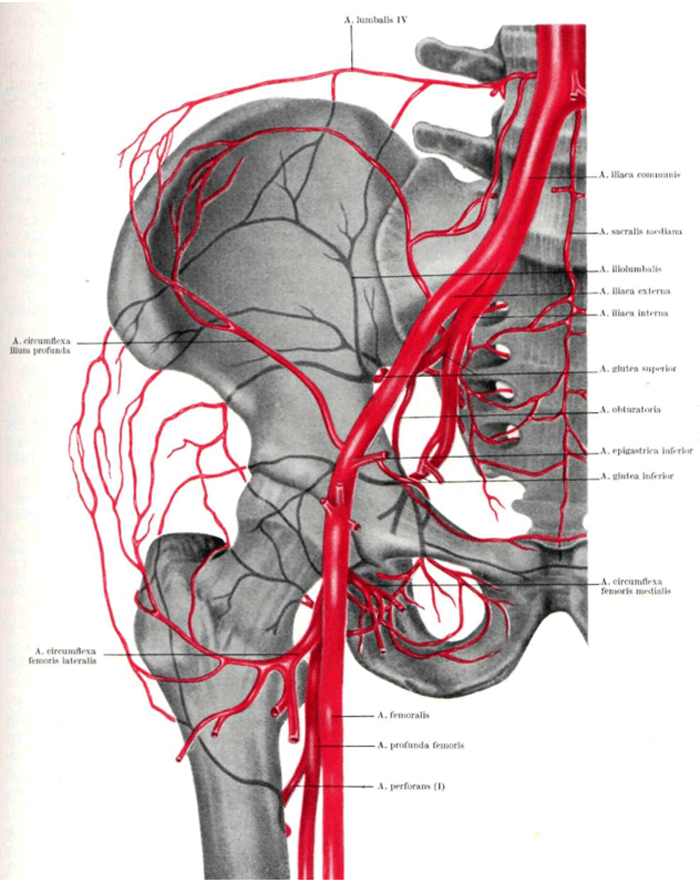 A. lumbalis IV
A. iliaca communis
A. sacralis mediana
A. iliolumbalis
A. iliaca externa
A. iliaca interna
A. circumflexa
ilium profunda
A. glutea superior
A. obturatoria
A. epigastrica inferior
A. glutea inferior
A. circumflexa
femoris medialis
A. circumflexa
femoris lateralis
A. femoralis
A. profunda femoris
A. perforans (I)